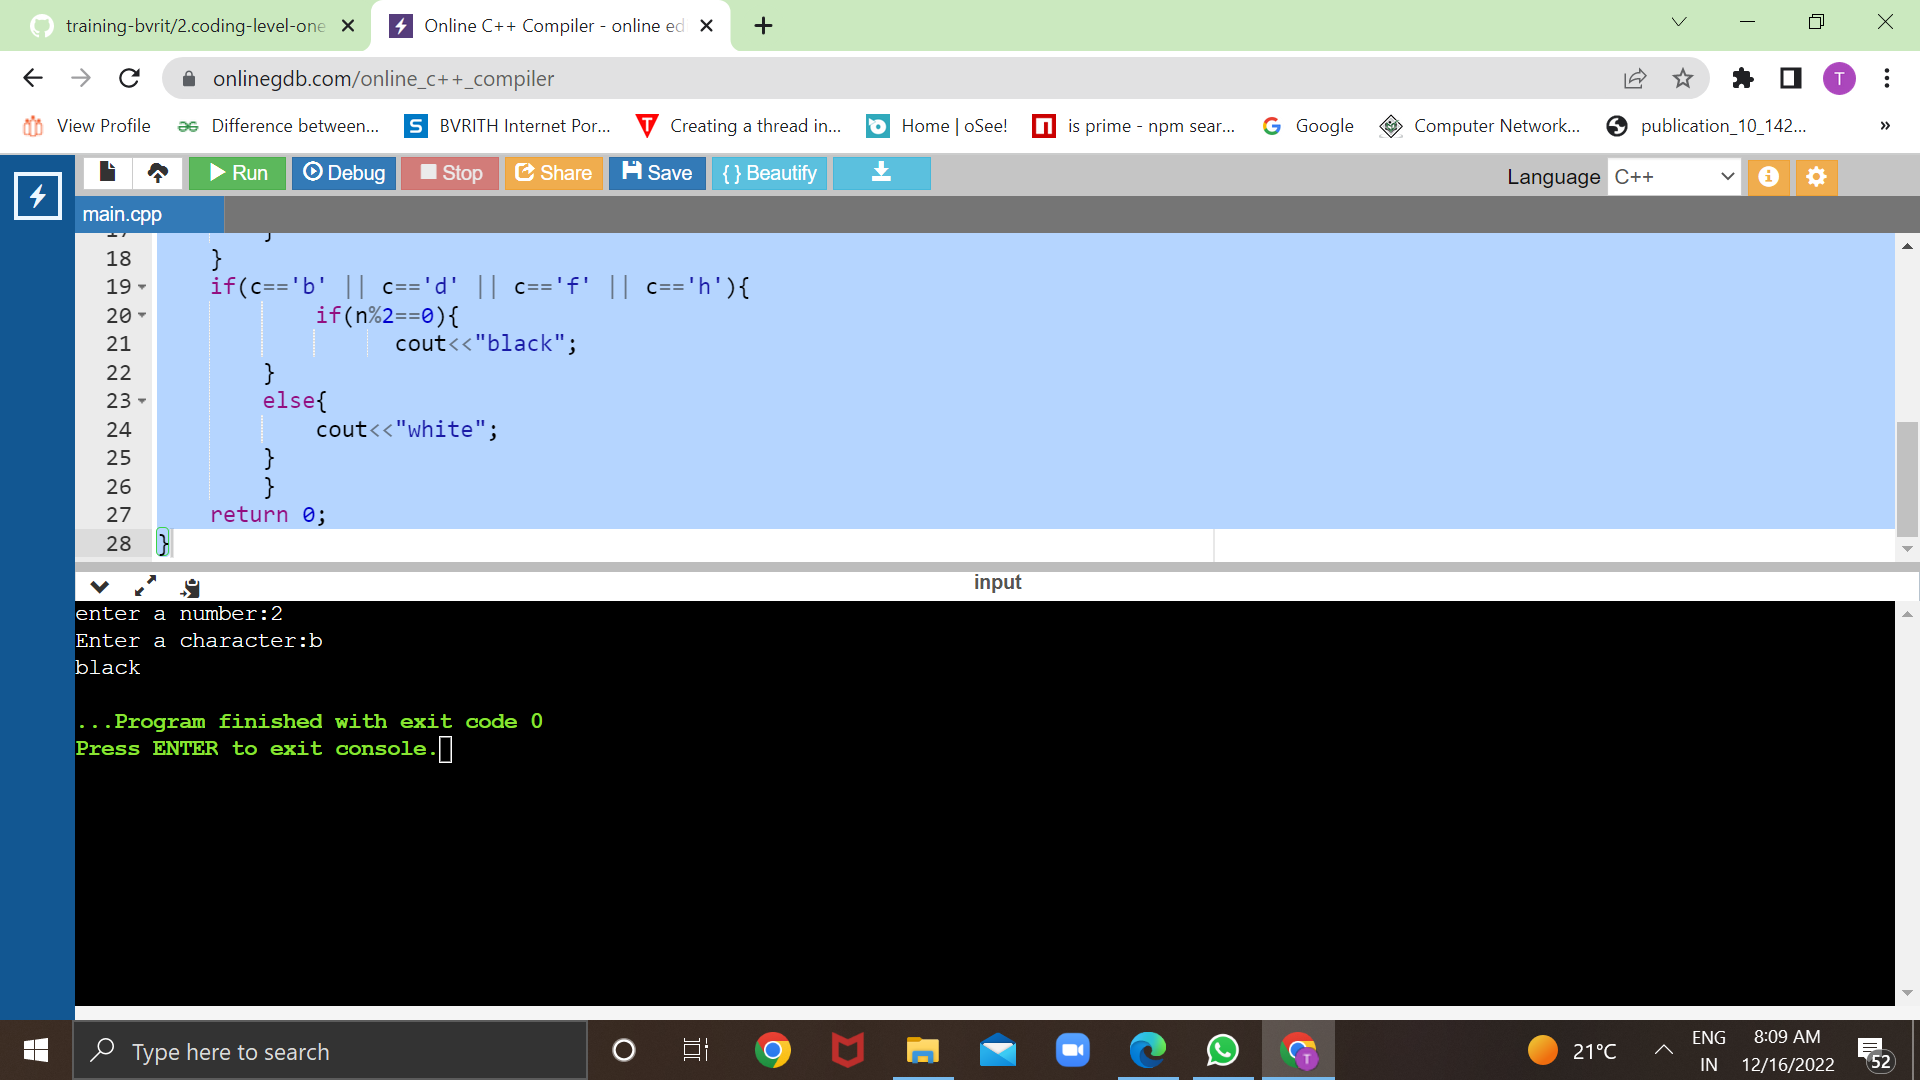 training-bvrit/2.coding-level-one
Online C++ Compiler - online ed
onlinegdb.com/online_c++_compiler
T
View Profile
Difference between...
BVRITH Internet Por...
Creating a thread in...
Home | oSee!
is prime - npm sear...
Google
Computer Network...
publication_10_142...
»
Run
Debug
Stop
Share
Save
{ } Beautify
Language C++
main.cpp
17 }
18 }
19 if(c=='b' || c=='d' || c=='f' || c=='h'){
20 if(n%2==0){
21 cout<<"black";
22 }
23 else{
24 cout<<"white";
25 }
26 }
27 return 0;
28 }
input
enter a number:2
Enter a character:b
black
...Program finished with exit code 0
Press ENTER to exit console.
Type here to search
21°C
ENG
IN
8:09 AM
12/16/2022
52